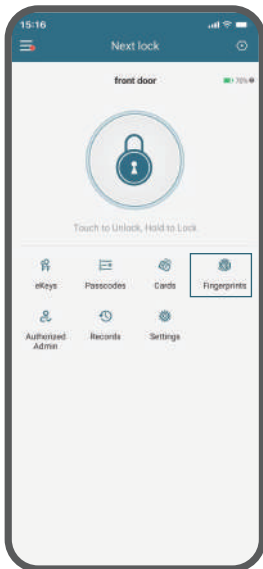 15:16
Next lock
front door
70%
Touch to Unlock, Hold to Lock
eKeys
Passcodes
Cards
Fingerprints
Authorized
Admin
Records
Settings